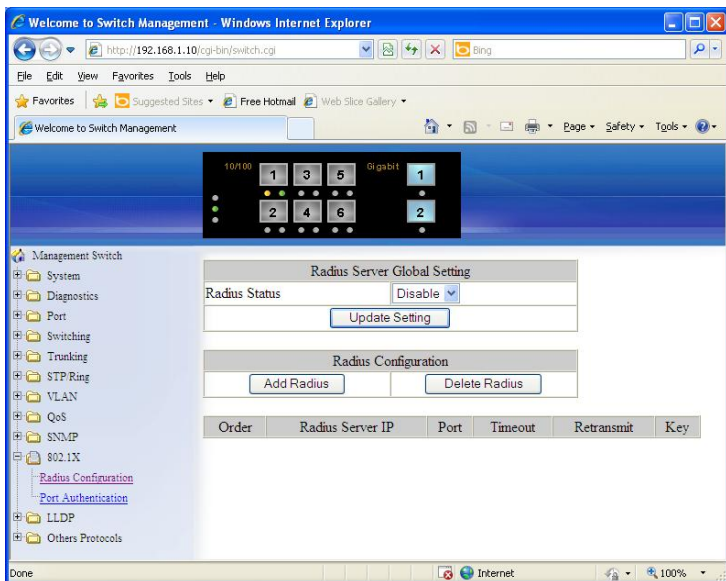 Welcome to Switch Management - Windows Internet Explorer
http://192.168.1.10/cgi-bin/switch.cgi
Bing
File Edit View Favorites Tools Help
Favorites Suggested Sites Free Hotmail Web Slice Gallery
Welcome to Switch Management
Page Safety Tools
10/100 1 3 5 Gigabit 1
2 4 6 2
Management Switch
System
Diagnostics
Port
Switching
Trunking
STP/Ring
VLAN
QoS
SNMP
802.1X
Radius Configuration
Port Authentication
LLDP
Others Protocols
Radius Server Global Setting
Radius Status Disable
Update Setting
Radius Configuration
Add Radius Delete Radius
Order Radius Server IP Port Timeout Retransmit Key
Done Internet 100%